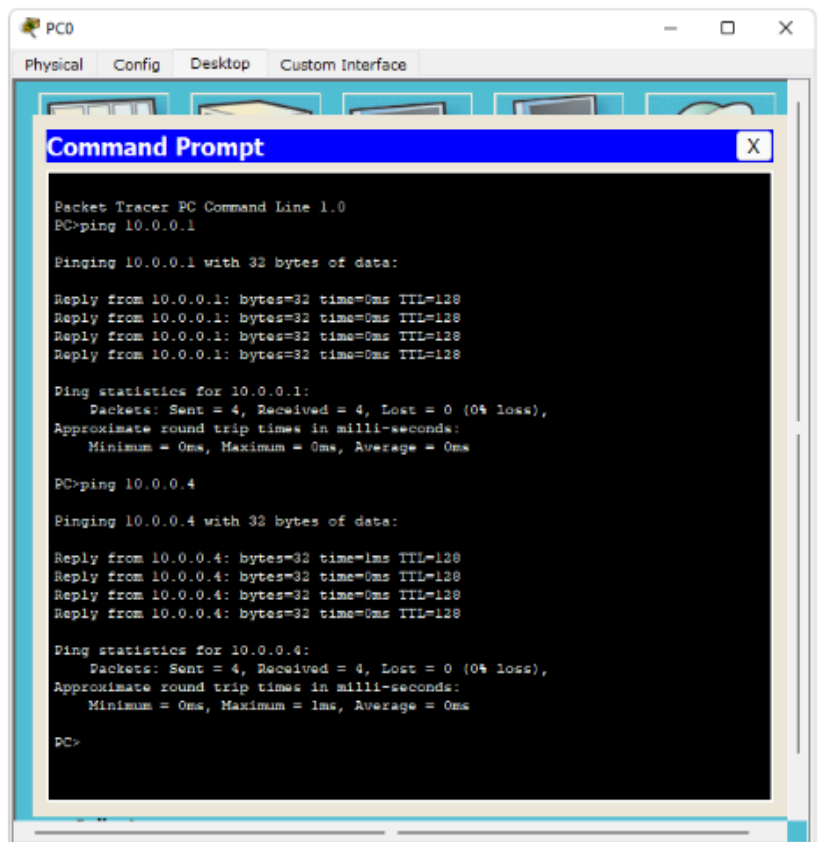 PC0
Physical Config Desktop Custom Interface
Command Prompt
X
Packet Tracer PC Command Line 1.0
PC>ping 10.0.0.1
Pinging 10.0.0.1 with 32 bytes of data:
Reply from 10.0.0.1: bytes=32 time=0ms TTL=128
Reply from 10.0.0.1: bytes=32 time=0ms TTL=128
Reply from 10.0.0.1: bytes=32 time=0ms TTL=128
Reply from 10.0.0.1: bytes=32 time=0ms TTL=128
Ping statistics for 10.0.0.1:
    Packets: Sent = 4, Received = 4, Lost = 0 (0% loss),
Approximate round trip times in milli-seconds:
    Minimum = 0ms, Maximum = 0ms, Average = 0ms
PC>ping 10.0.0.4
Pinging 10.0.0.4 with 32 bytes of data:
Reply from 10.0.0.4: bytes=32 time=1ms TTL=128
Reply from 10.0.0.4: bytes=32 time=0ms TTL=128
Reply from 10.0.0.4: bytes=32 time=0ms TTL=128
Reply from 10.0.0.4: bytes=32 time=0ms TTL=128
Ping statistics for 10.0.0.4:
    Packets: Sent = 4, Received = 4, Lost = 0 (0% loss),
Approximate round trip times in milli-seconds:
    Minimum = 0ms, Maximum = 1ms, Average = 0ms
PC>